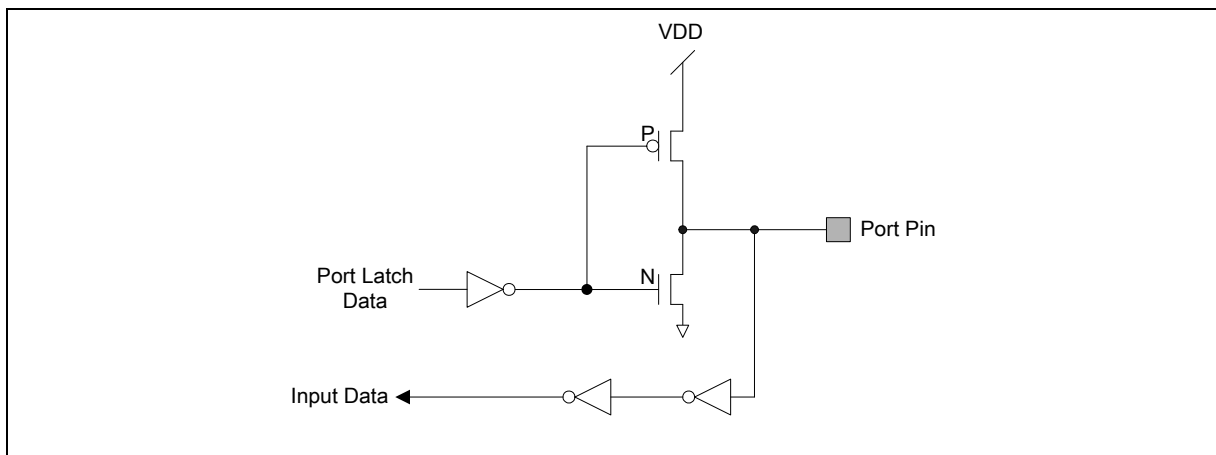 VDD
P
Port Pin
N
Port Latch
Data
Input Data